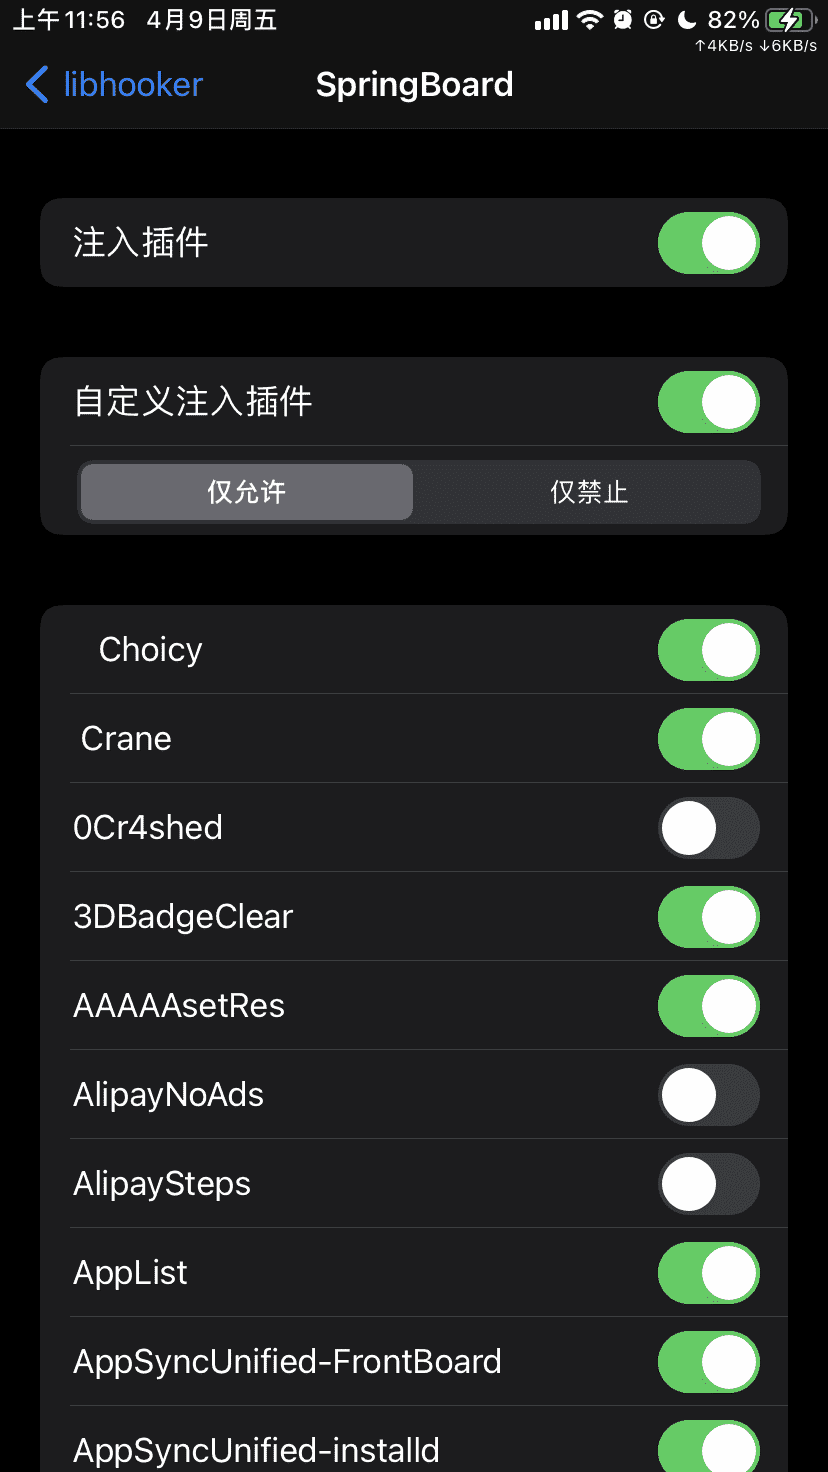 上午11:56 4月9日周五 82%
↑4KB/s ↓6KB/s
libhooker SpringBoard
注入插件
自定义注入插件
仅允许 仅禁止
Choicy
Crane
0Cr4shed
3DBadgeClear
AAAAAsetRes
AlipayNoAds
AlipaySteps
AppList
AppSyncUnified-FrontBoard
AppSyncUnified-installd